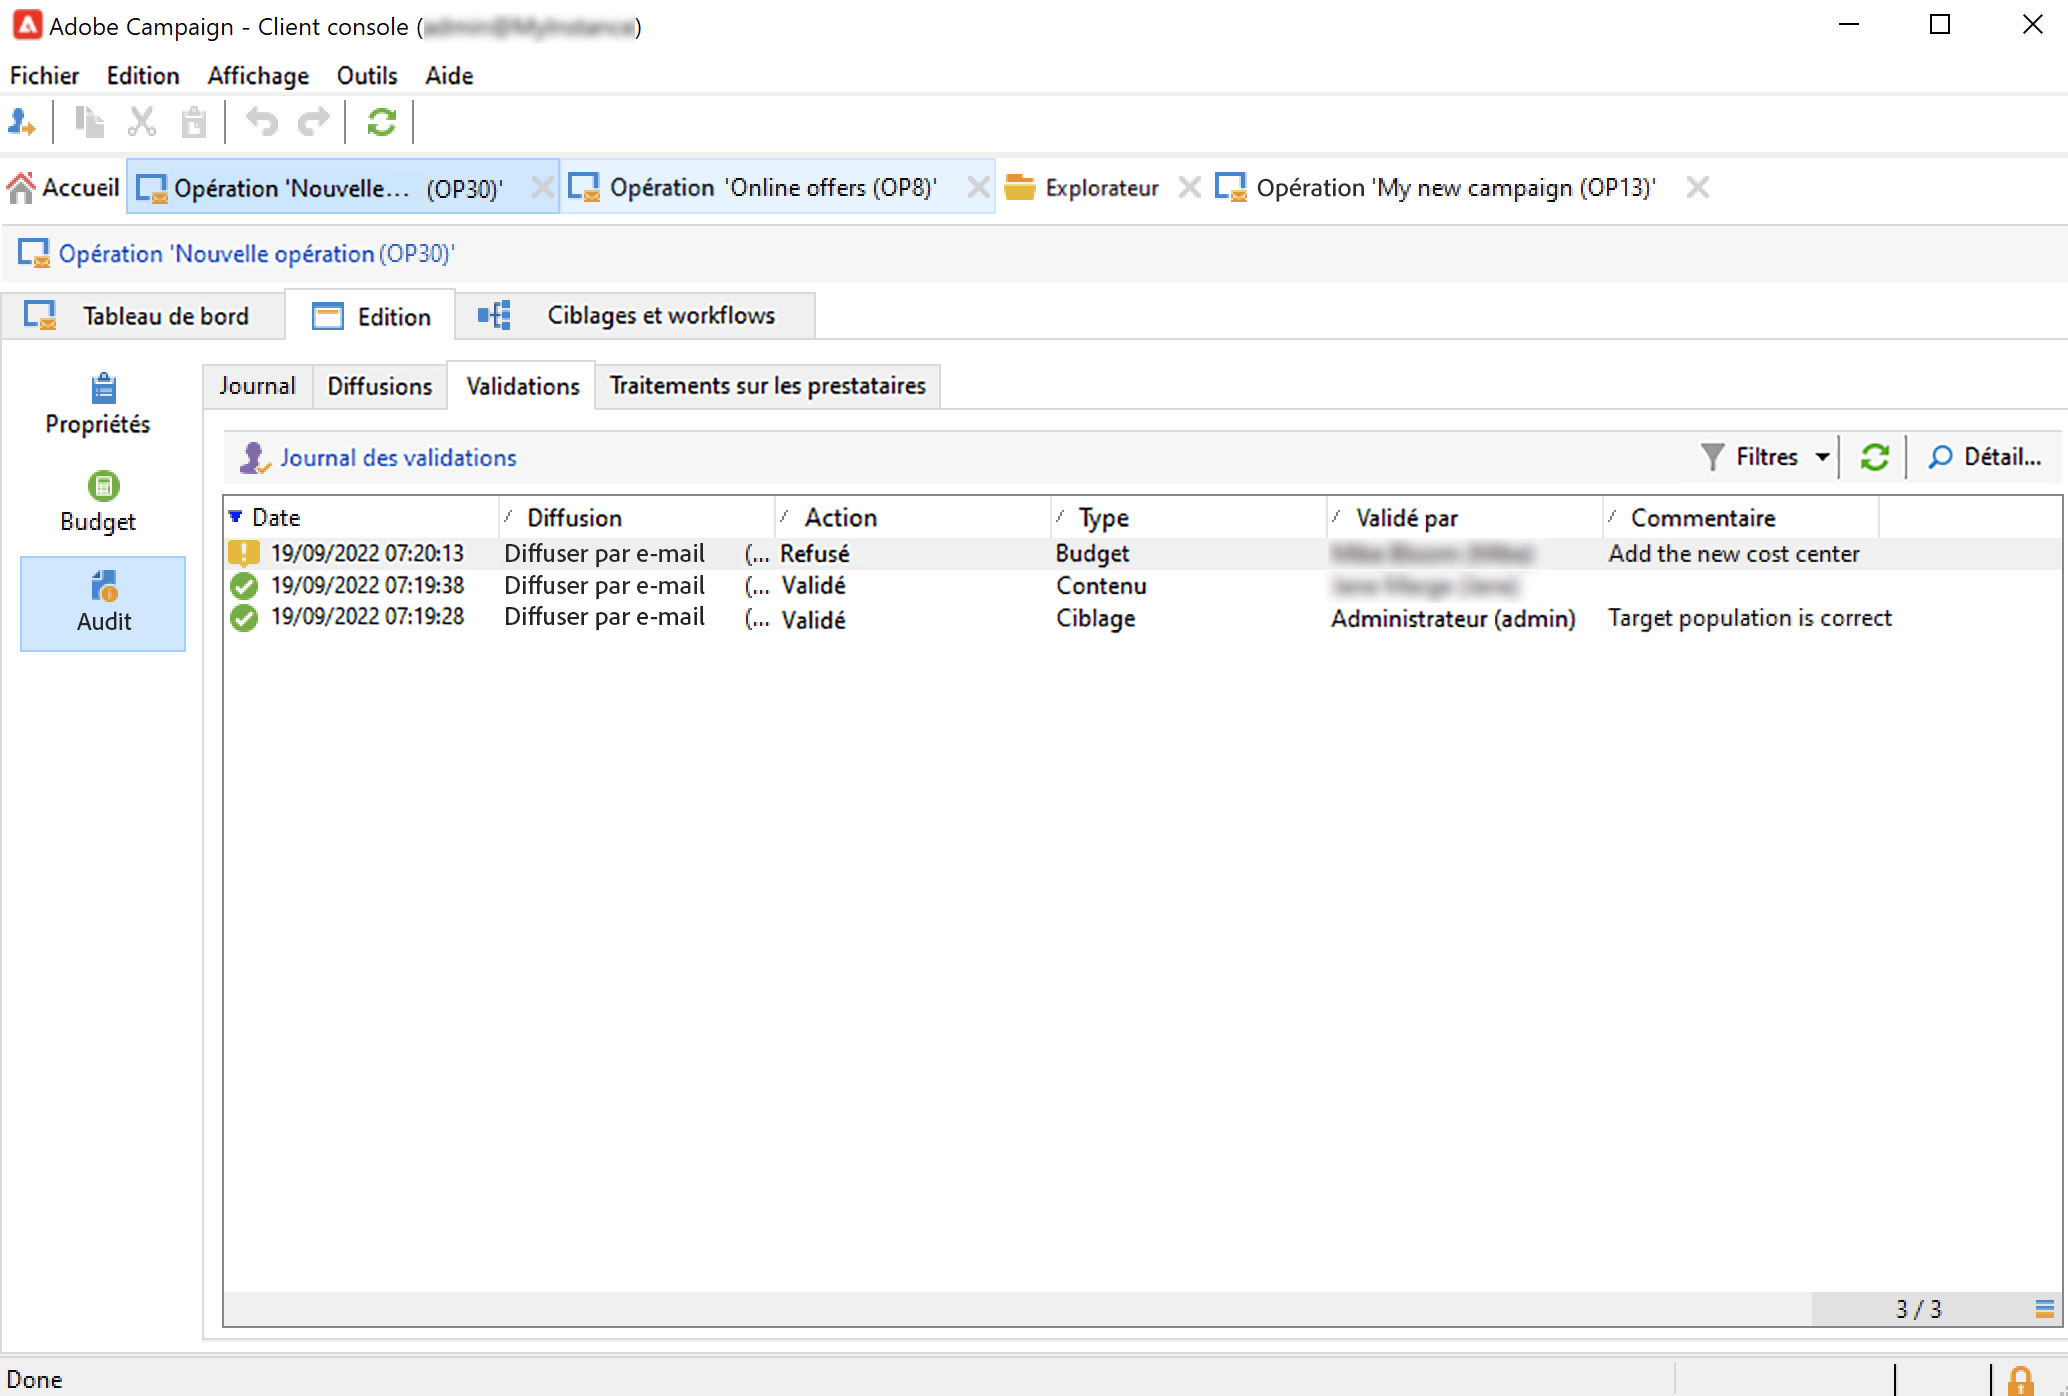 Adobe Campaign - Client console ( )
Fichier Edition Affichage Outils Aide
Accueil Opération 'Nouvelle... (OP30)' Opération 'Online offers (OP8)' Explorateur Opération 'My new campaign (OP13)'
Opération 'Nouvelle opération (OP30)'
Tableau de bord Edition Ciblages et workflows
Propriétés
Budget
Audit
Journal Diffusions Validations Traitements sur les prestataires
Journal des validations Filtres Détail...
Date Diffusion Action Type Validé par Commentaire
19/09/2022 07:20:13 Diffuser par e-mail (... Refusé Budget Add the new cost center
19/09/2022 07:19:38 Diffuser par e-mail (... Validé Contenu
19/09/2022 07:19:28 Diffuser par e-mail (... Validé Ciblage Administrateur (admin) Target population is correct
3 / 3
Done